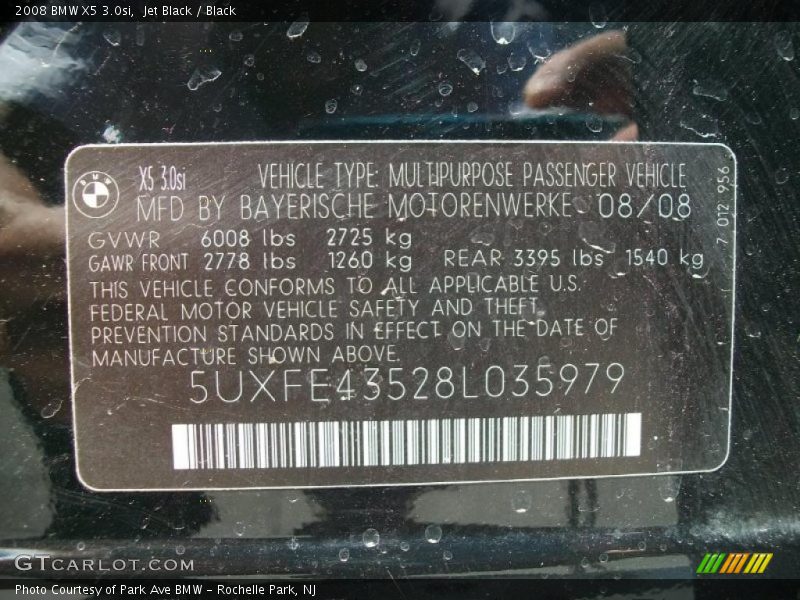 2008 BMW X5 3.0si, Jet Black / Black
BMW
X5 3.0si VEHICLE TYPE: MULTIPURPOSE PASSENGER VEHICLE
MFD BY BAYERISCHE MOTORENWERKE 08/08
GVWR 6008 lbs 2725 kg
GAWR FRONT 2778 lbs 1260 kg REAR 3395 lbs 1540 kg
THIS VEHICLE CONFORMS TO ALL APPLICABLE U.S.
FEDERAL MOTOR VEHICLE SAFETY AND THEFT
PREVENTION STANDARDS IN EFFECT ON THE DATE OF
MANUFACTURE SHOWN ABOVE.
5UXFE43528L035979
7 012 956
GTcarlot.com
Photo Courtesy of Park Ave BMW - Rochelle Park, NJ